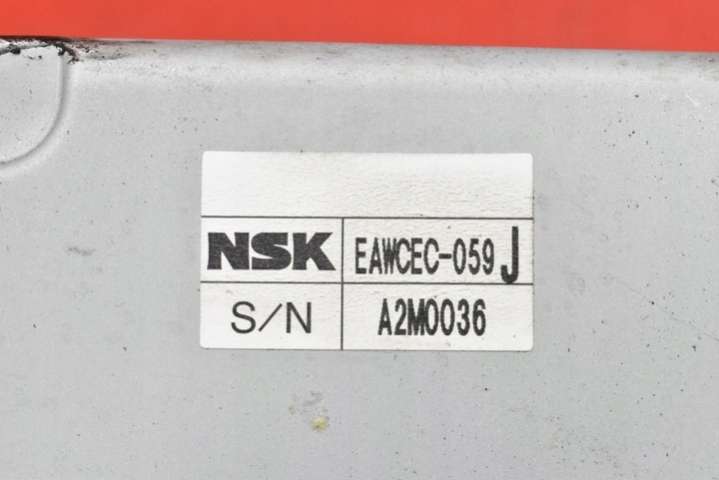 NSK EAWCEC-059 J
S/N A2M0036